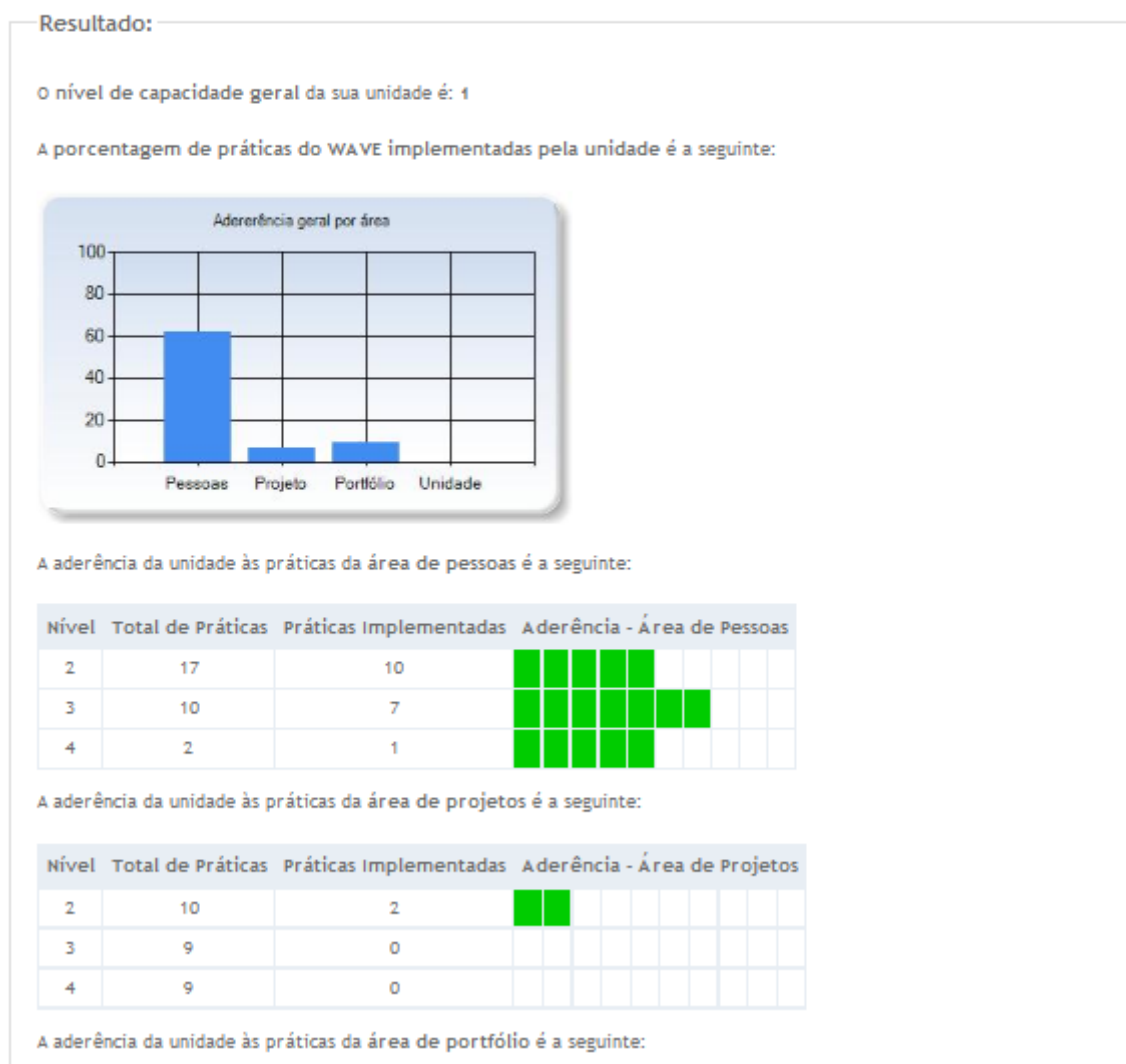 Resultado:
O nível de capacidade geral da sua unidade é: 1
A porcentagem de práticas do WAVE implementadas pela unidade é a seguinte:
Adererência geral por área
100
80
60
40
20
0
Pessoas Projeto Portfólio Unidade
A aderência da unidade às práticas da área de pessoas é a seguinte:
Nível Total de Práticas Práticas Implementadas Aderência - Área de Pessoas
2 17 10
3 10 7
4 2 1
A aderência da unidade às práticas da área de projetos é a seguinte:
Nível Total de Práticas Práticas Implementadas Aderência - Área de Projetos
2 10 2
3 9 0
4 9 0
A aderência da unidade às práticas da área de portfólio é a seguinte: